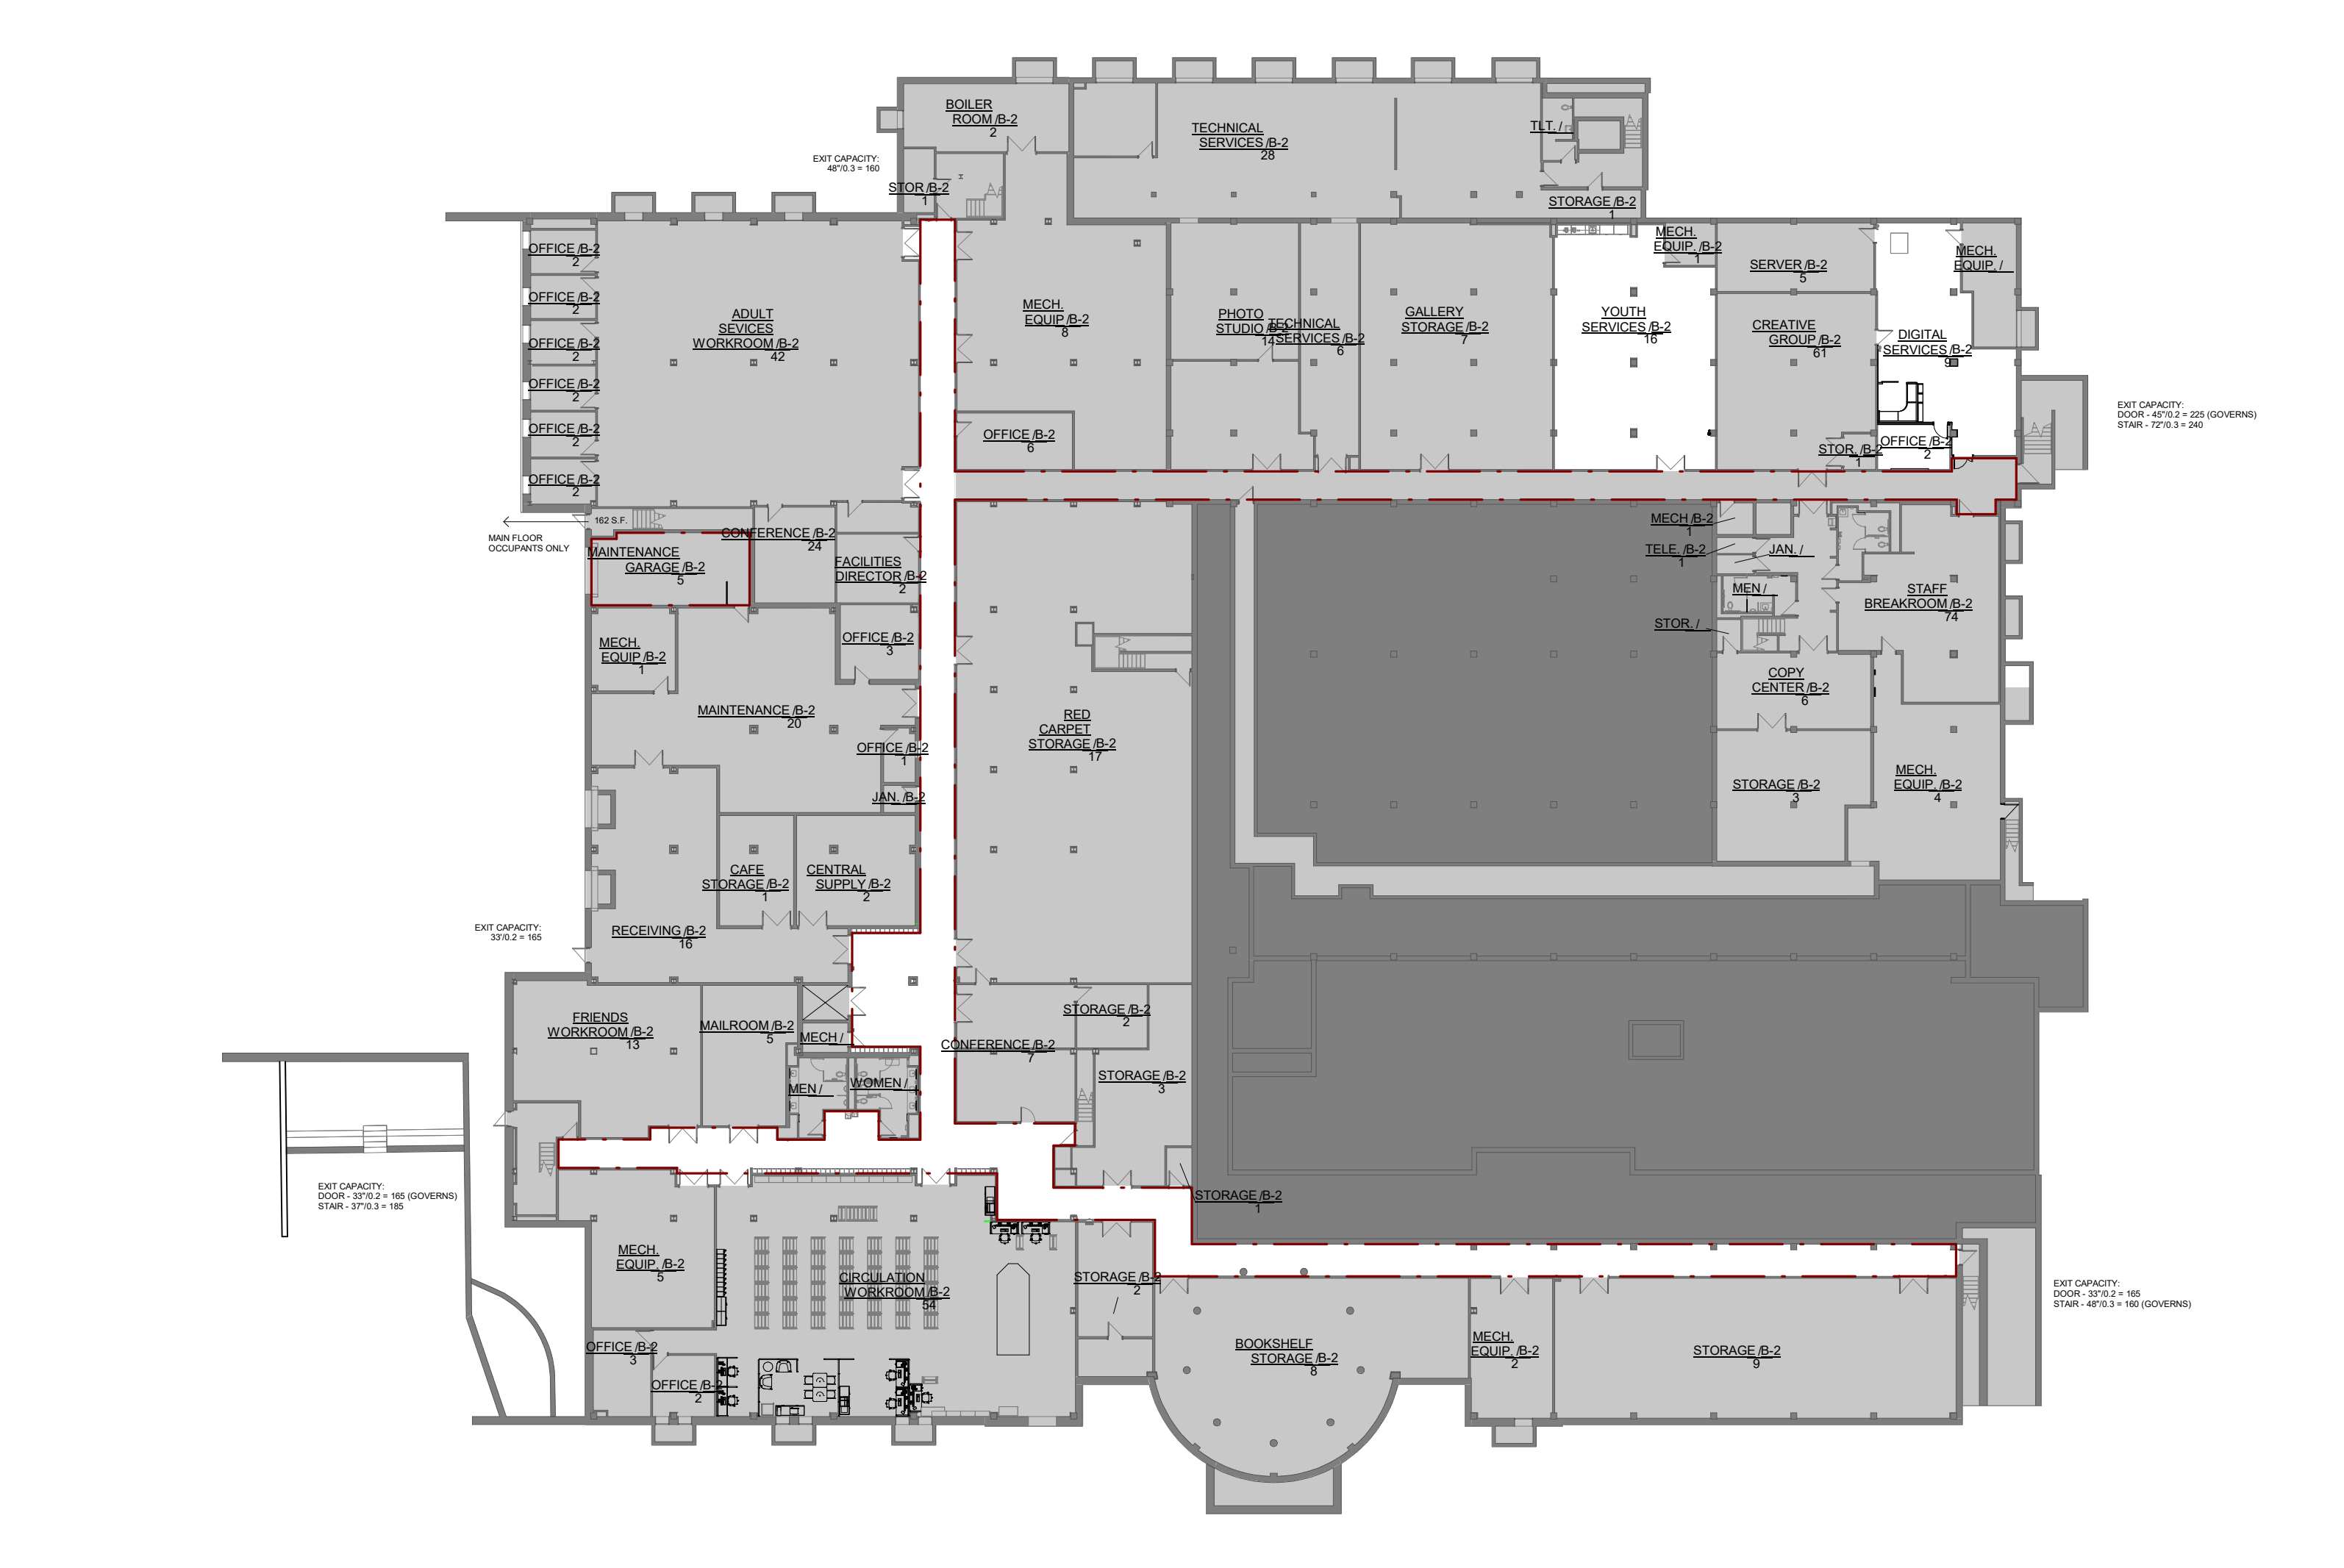 BOILER
ROOM /B-2
2
TECHNICAL
SERVICES /B-2
28
TLT. /
EXIT CAPACITY:
48"/0.3 = 160
STOR /B-2
1
STORAGE /B-2
1
OFFICE /B-2
2
OFFICE /B-2
2
OFFICE /B-2
2
OFFICE /B-2
2
OFFICE /B-2
2
OFFICE /B-2
2
ADULT
SEVICES
WORKROOM /B-2
42
MECH.
EQUIP /B-2
8
OFFICE /B-2
6
PHOTO
STUDIO /B-2
14
TECHNICAL
SERVICES /B-2
6
GALLERY
STORAGE /B-2
7
YOUTH
SERVICES /B-2
16
MECH.
EQUIP. /B-2
1
SERVER /B-2
5
CREATIVE
GROUP /B-2
61
STOR. /B-2
1
MECH.
EQUIP. /
DIGITAL
SERVICES /B-2
9
OFFICE /B-2
2
EXIT CAPACITY:
DOOR - 45"/0.2 = 225 (GOVERNS)
STAIR - 72"/0.3 = 240
162 S.F.
MAIN FLOOR
OCCUPANTS ONLY
MAINTENANCE
GARAGE /B-2
5
CONFERENCE /B-2
24
FACILITIES
DIRECTOR /B-2
2
MECH /B-2
1
TELE. /B-2
1
JAN. /
MEN /
STOR. /
STAFF
BREAKROOM /B-2
74
MECH.
EQUIP /B-2
1
OFFICE /B-2
3
MAINTENANCE /B-2
20
OFFICE /B-2
1
JAN. /B-2
RED
CARPET
STORAGE /B-2
17
COPY
CENTER /B-2
6
STORAGE /B-2
3
MECH.
EQUIP. /B-2
4
CAFE
STORAGE /B-2
1
CENTRAL
SUPPLY /B-2
2
EXIT CAPACITY:
33'/0.2 = 165
RECEIVING /B-2
16
FRIENDS
WORKROOM /B-2
13
MAILROOM /B-2
5
MECH /
MEN /
WOMEN /
CONFERENCE /B-2
7
STORAGE /B-2
2
STORAGE /B-2
3
STORAGE /B-2
1
EXIT CAPACITY:
DOOR - 33"/0.2 = 165 (GOVERNS)
STAIR - 37"/0.3 = 185
MECH.
EQUIP. /B-2
5
CIRCULATION
WORKROOM /B-2
54
STORAGE /B-2
2
OFFICE /B-2
3
OFFICE /B-2
2
BOOKSHELF
STORAGE /B-2
8
MECH.
EQUIP. /B-2
2
STORAGE /B-2
9
EXIT CAPACITY:
DOOR - 33"/0.2 = 165
STAIR - 48"/0.3 = 160 (GOVERNS)